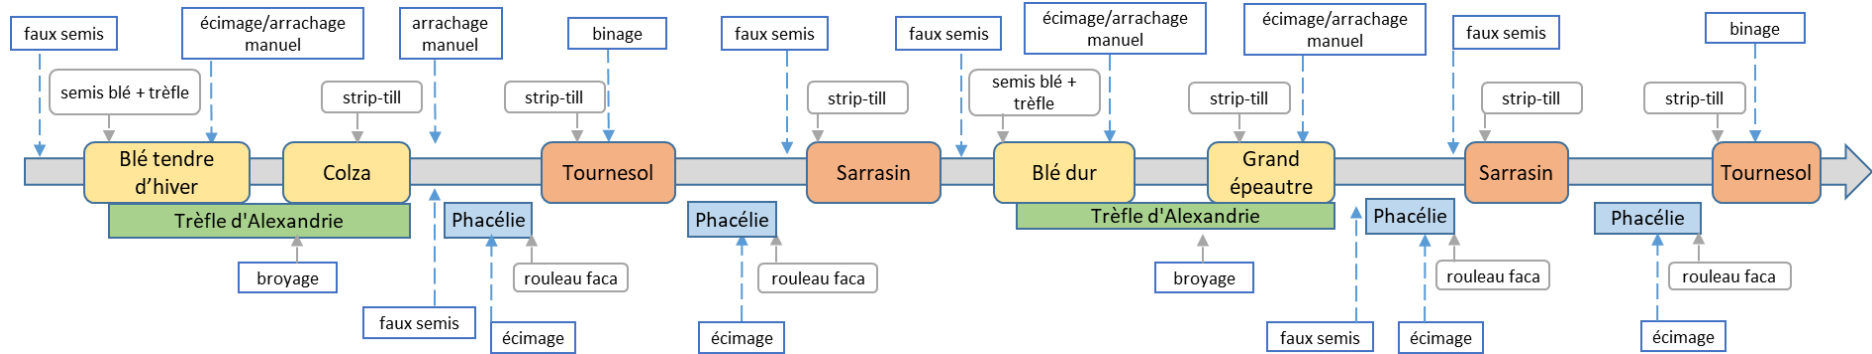 faux semis
écimage/arrachage
manuel
arrachage
manuel
binage
faux semis
faux semis
écimage/arrachage
manuel
écimage/arrachage
manuel
faux semis
binage
semis blé + trèfle
strip-till
strip-till
strip-till
semis blé +
trèfle
strip-till
strip-till
strip-till
Blé tendre
d'hiver
Colza
Tournesol
Sarrasin
Blé dur
Grand
épeautre
Sarrasin
Tournesol
Trèfle d'Alexandrie
Phacélie
Phacélie
Trèfle d'Alexandrie
Phacélie
Phacélie
broyage
rouleau faca
rouleau faca
broyage
rouleau faca
rouleau faca
faux semis
écimage
écimage
faux semis
écimage
écimage